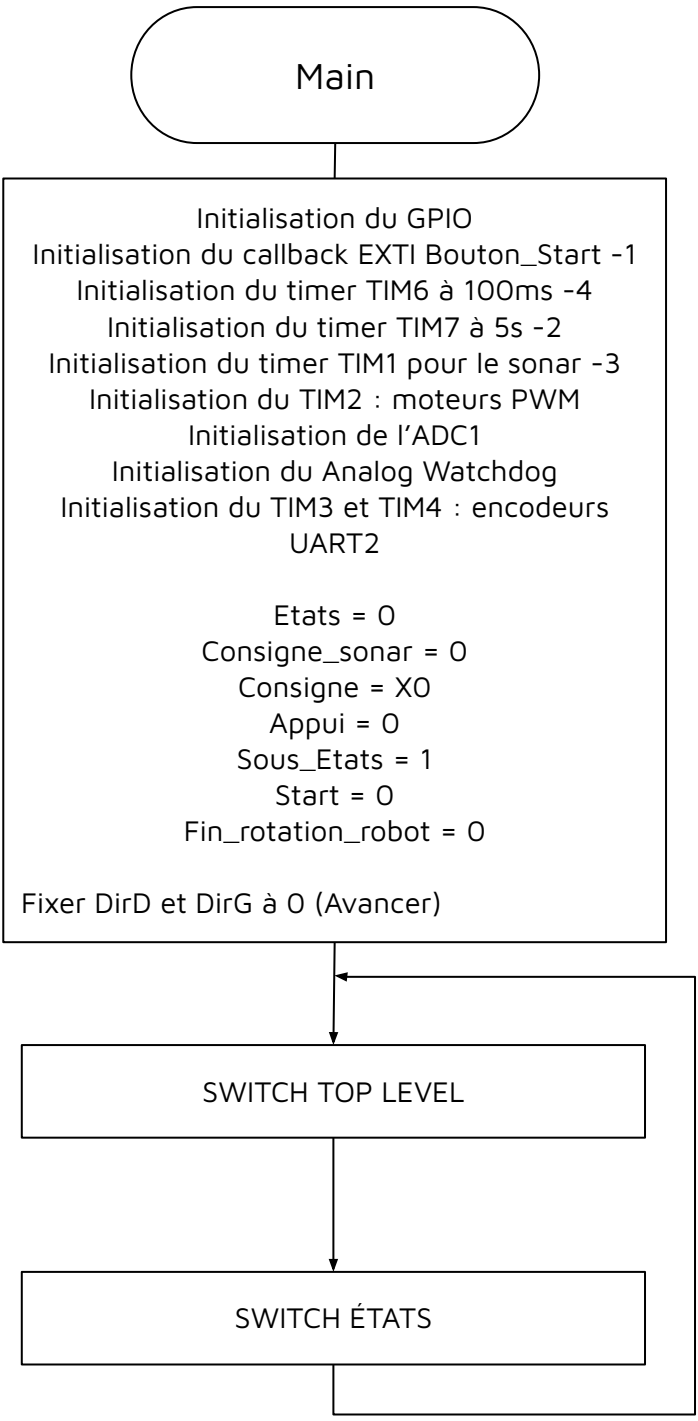 Main
Initialisation du GPIO
Initialisation du callback EXTI Bouton_Start -1
Initialisation du timer TIM6 à 100ms -4
Initialisation du timer TIM7 à 5s -2
Initialisation du timer TIM1 pour le sonar -3
Initialisation du TIM2 : moteurs PWM
Initialisation de l’ADC1
Initialisation du Analog Watchdog
Initialisation du TIM3 et TIM4 : encodeurs
UART2
Etats = 0
Consigne_sonar = 0
Consigne = X0
Appui = 0
Sous_Etats = 1
Start = 0
Fin_rotation_robot = 0
Fixer DirD et DirG à 0 (Avancer)
SWITCH TOP LEVEL
SWITCH ÉTATS